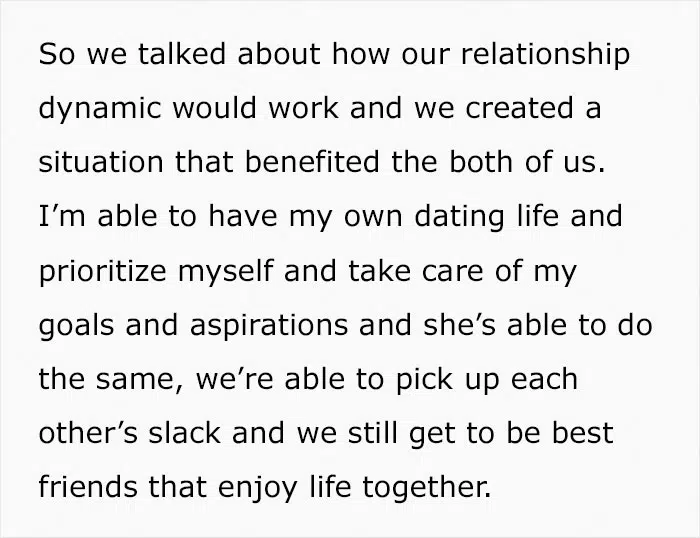 So we talked about how our relationship
dynamic would work and we created a
situation that benefited the both of us.
I’m able to have my own dating life and
prioritize myself and take care of my
goals and aspirations and she’s able to do
the same, we’re able to pick up each
other’s slack and we still get to be best
friends that enjoy life together.